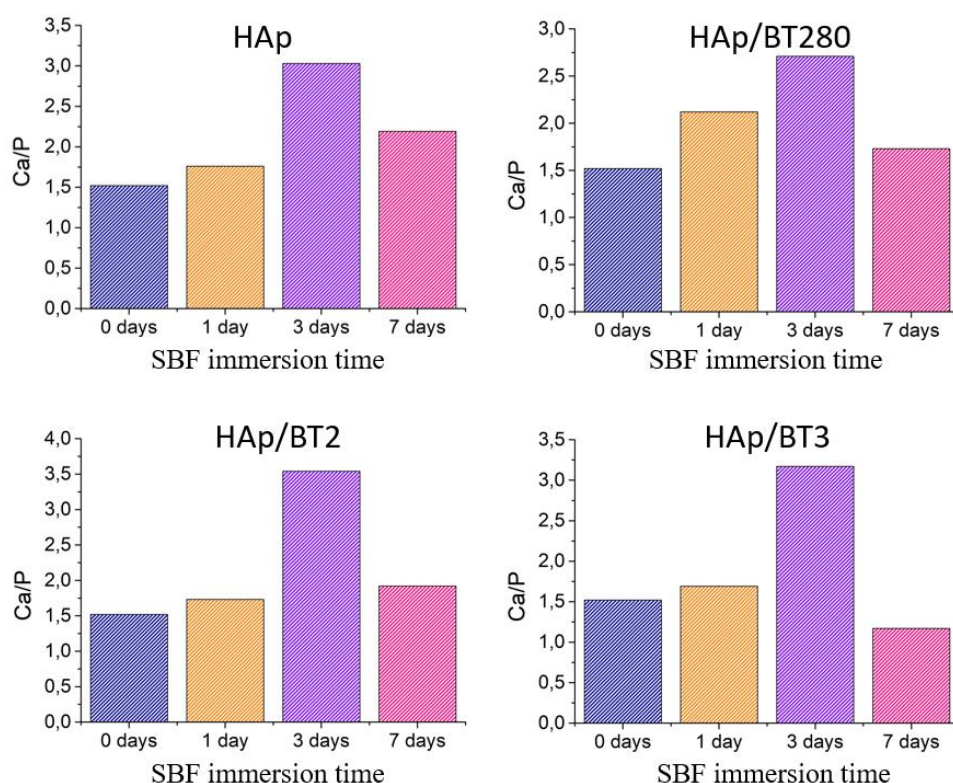 HAp
Ca/P
3,5
3,0
2,5
2,0
1,5
1,0
0,5
0,0
0 days 1 day 3 days 7 days
SBF immersion time
HAp/BT280
Ca/P
3,0
2,5
2,0
1,5
1,0
0,5
0,0
0 days 1 day 3 days 7 days
SBF immersion time
HAp/BT2
Ca/P
4,0
3,5
3,0
2,5
2,0
1,5
1,0
0,5
0,0
0 days 1 day 3 days 7 days
SBF immersion time
HAp/BT3
Ca/P
3,5
3,0
2,5
2,0
1,5
1,0
0,5
0,0
0 days 1 day 3 days 7 days
SBF immersion time